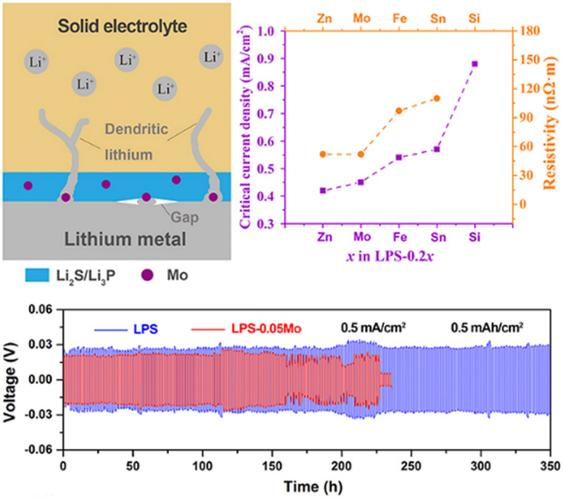 Solid electrolyte
Li⁺ Li⁺ Li⁺ Li⁺ Li⁺
Dendritic
lithium
Gap
Lithium metal
Li₂S/Li₃P Mo
Zn Mo Fe Sn Si
Critical current density (mA/cm²)
1.0
0.9
0.8
0.7
0.6
0.5
0.4
0.3
180
150
120
90
60
30
0
Resistivity (nΩ·m)
Zn Mo Fe Sn Si
x in LPS-0.2x
Voltage (V)
0.06
0.03
0.00
-0.03
-0.06
LPS LPS-0.05Mo 0.5 mA/cm² 0.5 mAh/cm²
0 50 100 150 200 250 300 350
Time (h)